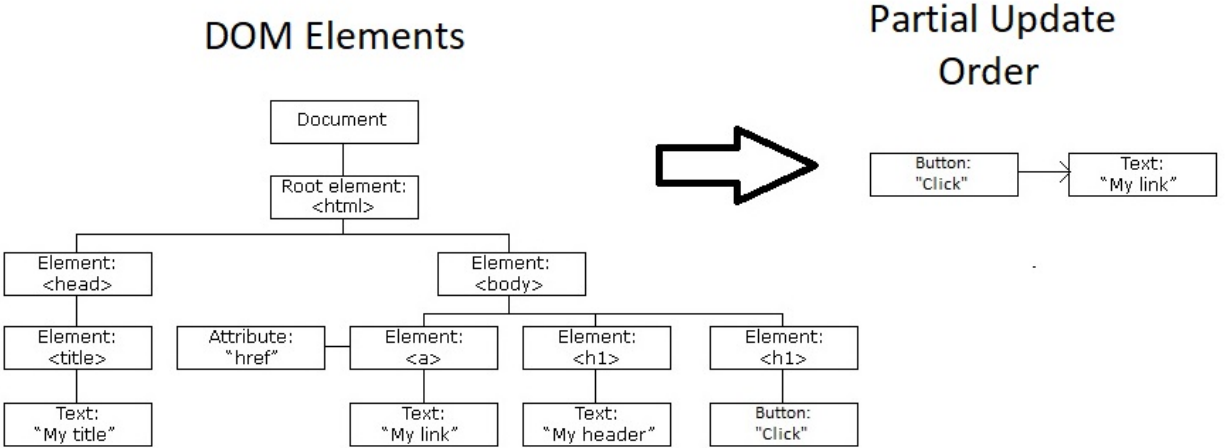 DOM Elements
Partial Update
Order
Document
Root element:
<html>
Element:
<head>
Element:
<body>
Element:
<title>
Attribute:
“href”
Element:
<a>
Element:
<h1>
Element:
<h1>
Text:
“My title”
Text:
“My link”
Text:
“My header”
Button:
"Click"
Button:
"Click"
Text:
“My link”